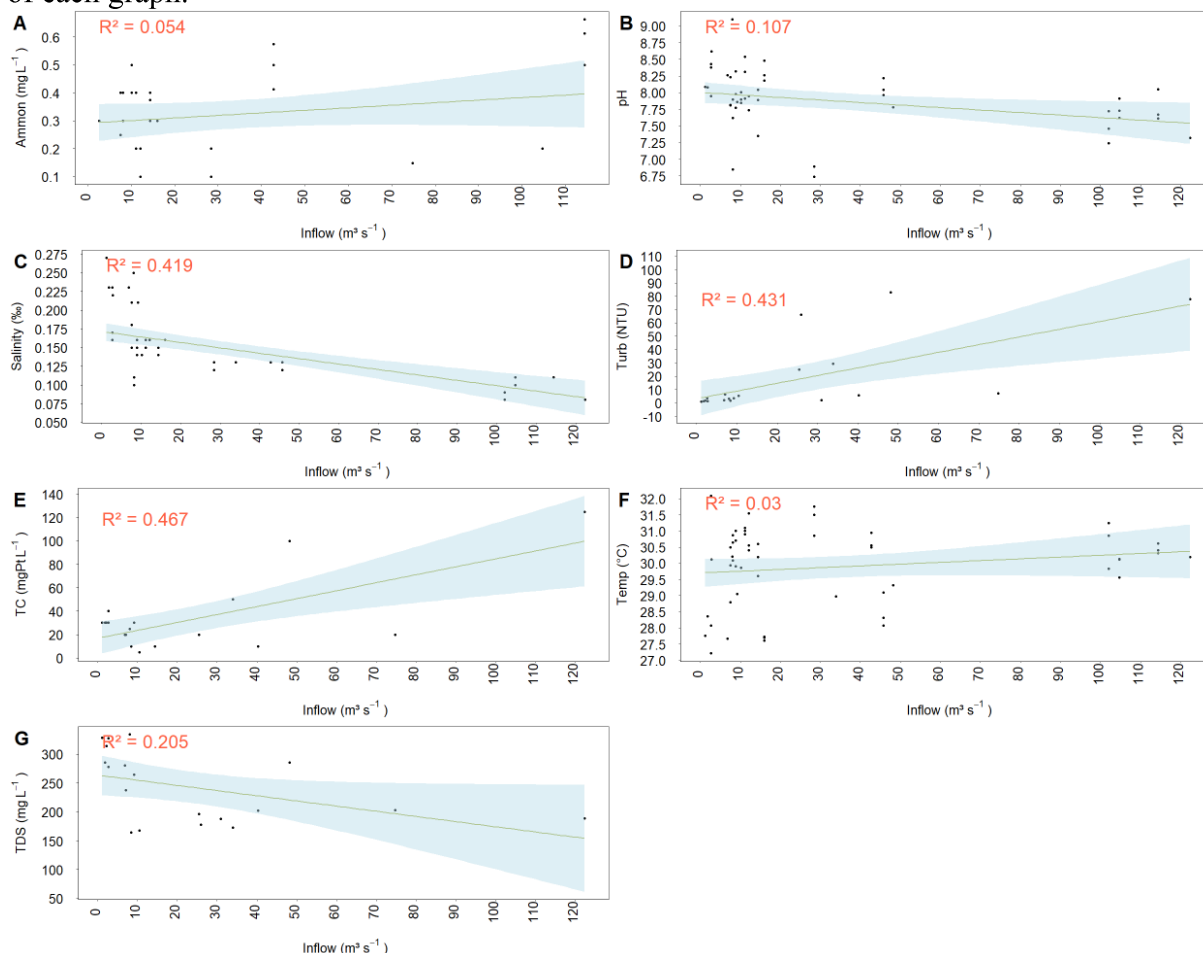 of each graph.
A
R² = 0.054
Ammon (mg L⁻¹)
0.6
0.5
0.4
0.3
0.2
0.1
0 10 20 30 40 50 60 70 80 90 100 110
Inflow (m³ s⁻¹ )
B
R² = 0.107
pH
9.00
8.75
8.50
8.25
8.00
7.75
7.50
7.25
7.00
6.75
0 10 20 30 40 50 60 70 80 90 100 110 120
Inflow (m³ s⁻¹ )
C
R² = 0.419
Salinity (‰)
0.275
0.250
0.225
0.200
0.175
0.150
0.125
0.100
0.075
0.050
0 10 20 30 40 50 60 70 80 90 100 110 120
Inflow (m³ s⁻¹ )
D
R² = 0.431
Turb (NTU)
110
100
90
80
70
60
50
40
30
20
10
0
-10
0 10 20 30 40 50 60 70 80 90 100 110 120
Inflow (m³ s⁻¹ )
E
R² = 0.467
TC (mgPt L⁻¹)
140
120
100
80
60
40
20
0
0 10 20 30 40 50 60 70 80 90 100 110 120
Inflow (m³ s⁻¹ )
F
R² = 0.03
Temp (°C)
32.0
31.5
31.0
30.5
30.0
29.5
29.0
28.5
28.0
27.5
27.0
0 10 20 30 40 50 60 70 80 90 100 110 120
Inflow (m³ s⁻¹ )
G
R² = 0.205
TDS (mg L⁻¹)
300
250
200
150
100
50
0 10 20 30 40 50 60 70 80 90 100 110 120
Inflow (m³ s⁻¹ )